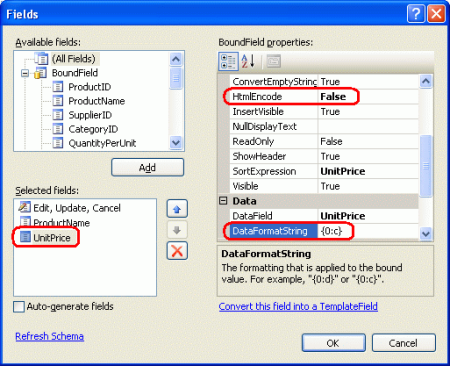 Fields
Available fields:
(All Fields)
BoundField
ProductID
ProductName
SupplierID
CategoryID
QuantityPerUnit
Add
Selected fields:
Edit, Update, Cancel
ProductName
UnitPrice
Auto-generate fields
Refresh Schema
BoundField properties:
ConvertEmptyString True
HtmlEncode False
InsertVisible True
NullDisplayText
ReadOnly False
ShowHeader True
SortExpression UnitPrice
Visible True
Data
DataField UnitPrice
DataFormatString {0:c}
DataFormatString
The formatting that is applied to the bound
value. For example, "{0:d}" or "{0:c}".
Convert this field into a TemplateField
OK Cancel